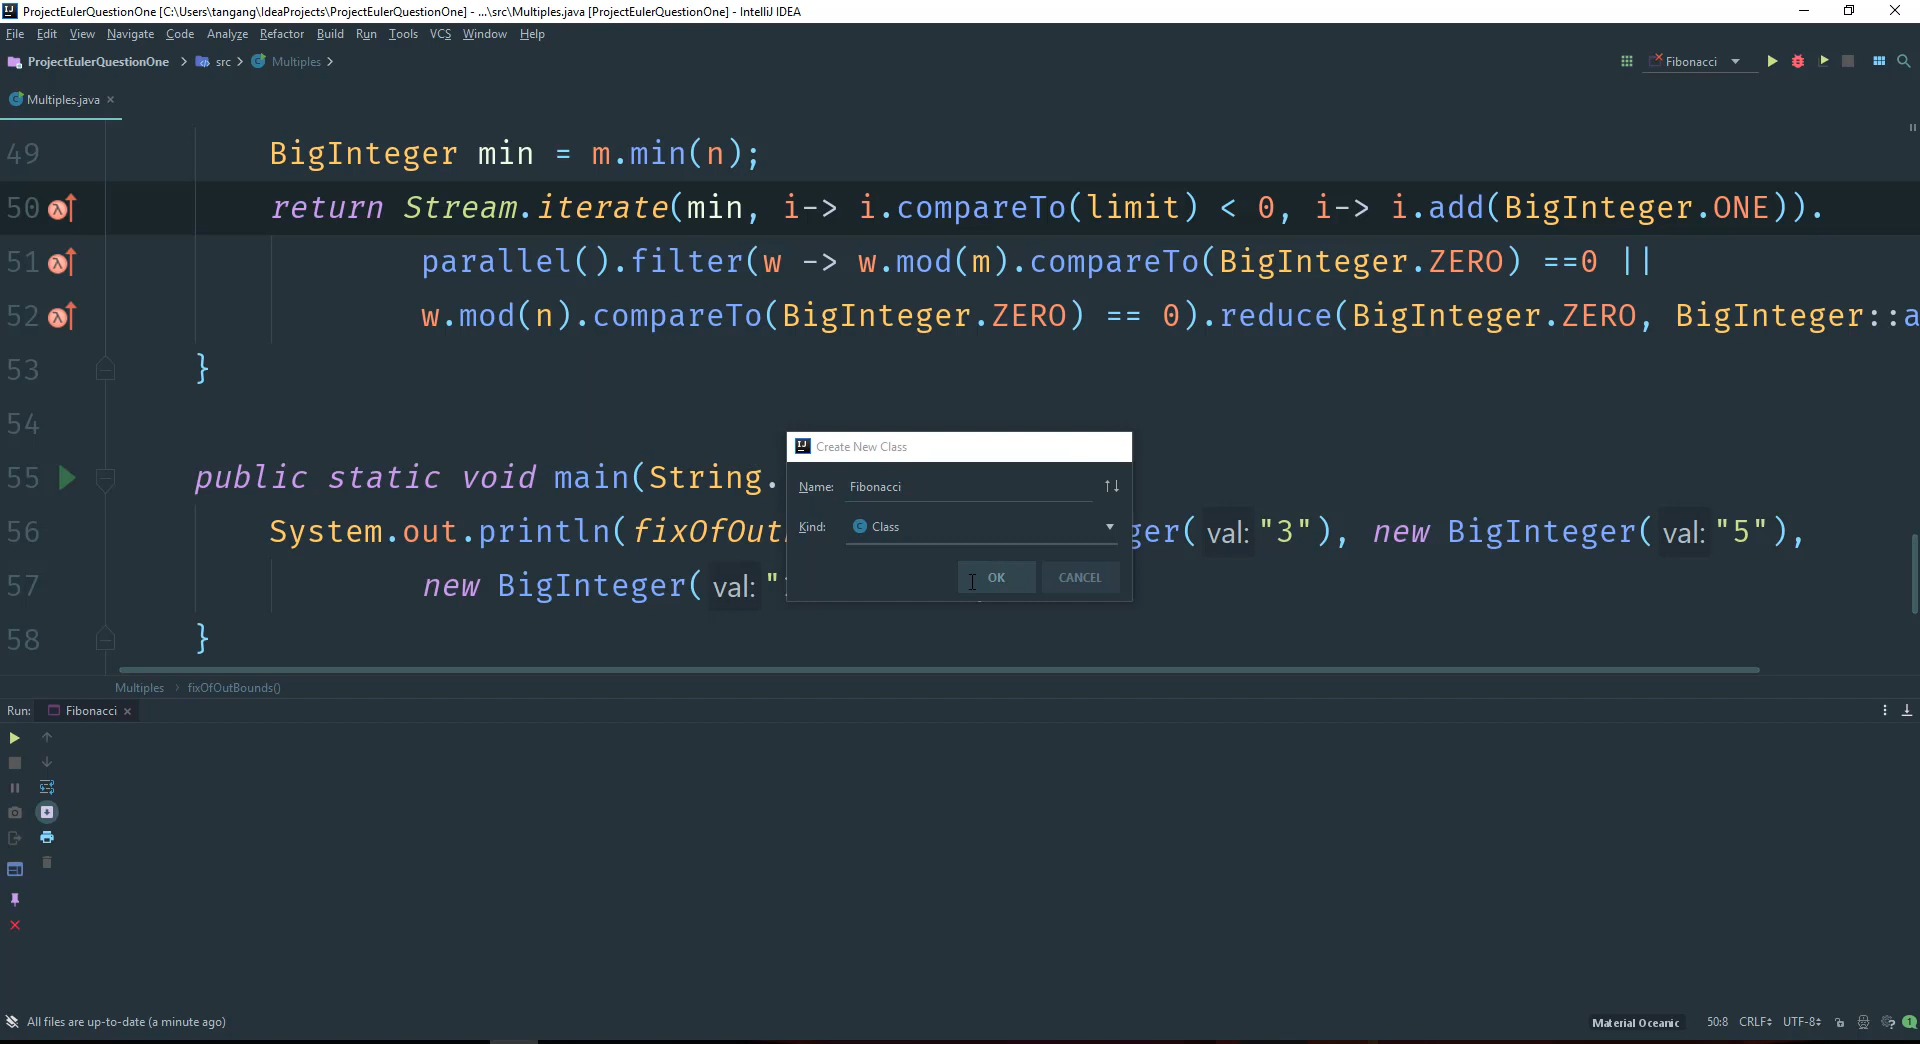 ProjectEulerQuestionOne [C:\Users\tangang\IdeaProjects\ProjectEulerQuestionOne] - ...\src\Multiples.java [ProjectEulerQuestionOne] - IntelliJ IDEA
File Edit View Navigate Code Analyze Refactor Build Run Tools VCS Window Help
ProjectEulerQuestionOne src Multiples Fibonacci
Multiples.java
49 BigInteger min = m.min(n);
50 return Stream.iterate(min, i-> i.compareTo(limit) < 0, i-> i.add(BigInteger.ONE)).
51 parallel().filter(w -> w.mod(m).compareTo(BigInteger.ZERO) ==0 ||
52 w.mod(n).compareTo(BigInteger.ZERO) == 0).reduce(BigInteger.ZERO, BigInteger::a
53 }
54
55 public static void main(String.
56 System.out.println(fixOfOut ger( val: "3"), new BigInteger( val: "5"),
57 new BigInteger( val: "
58 }
Create New Class
Name: Fibonacci
Kind: Class
OK CANCEL
Multiples fixOfOutBounds()
Run: Fibonacci
All files are up-to-date (a minute ago)
Material Oceanic 50:8 CRLF UTF-8 1